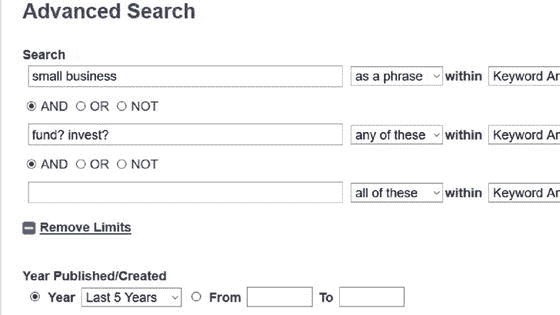 Advanced Search
Search
small business as a phrase within Keyword An
AND OR NOT
fund? invest? any of these within Keyword An
AND OR NOT
all of these within Keyword An
Remove Limits
Year Published/Created
Year Last 5 Years From To